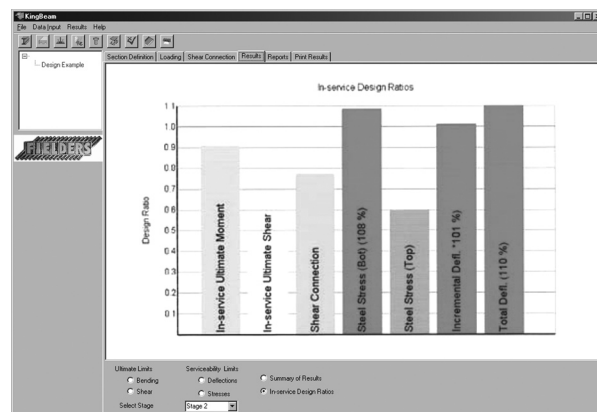 KingBeam
File Data Input Results Help
Section Definition Loading Shear Connection Results Reports Print Results
Design Example
FIELDERS
In-service Design Ratios
Design Ratio
1 1
1 0
0 9
0 8
0.7
0 6
0 5
0 4
0 3
0 2
0 1
In-service Ultimate Moment
In-service Ultimate Shear
Shear Connection
Steel Stress (Bot) (108 %)
Steel Stress (Top)
Incremental Defl. *101 %)
Total Defl. (110 %)
Ultimate Limits
Bending
Shear
Serviceability Limits
Deflections
Stresses
Summary of Results
In-service Design Ratios
Select Stage
Stage 2